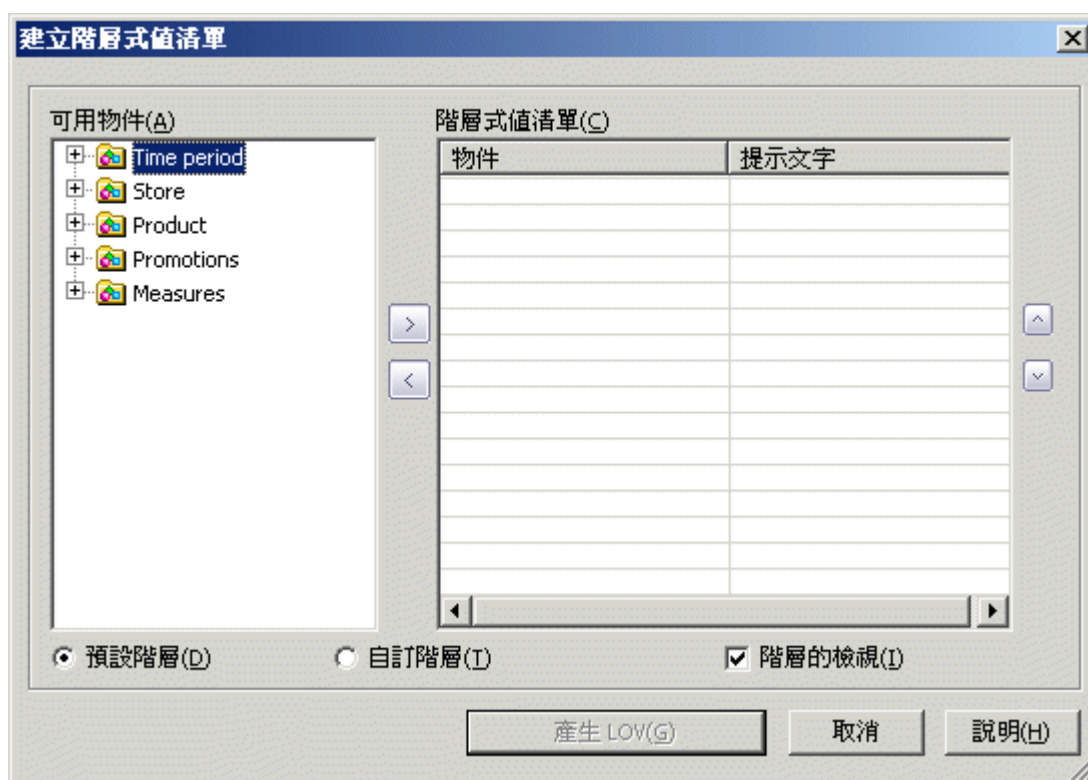 建立階層式值清單
可用物件(A)
Time period
Store
Product
Promotions
Measures
階層式值清單(C)
物件 提示文字
預設階層(D) 自訂階層(T) 階層的檢視(I)
產生 LOV(G) 取消 說明(H)